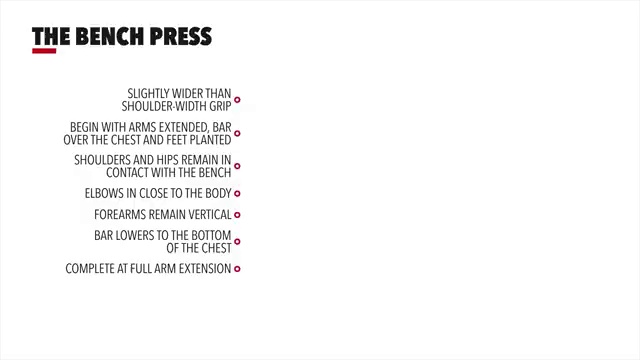 THE BENCH PRESS
SLIGHTLY WIDER THAN
SHOULDER-WIDTH GRIP
BEGIN WITH ARMS EXTENDED, BAR
OVER THE CHEST AND FEET PLANTED
SHOULDERS AND HIPS REMAIN IN
CONTACT WITH THE BENCH
ELBOWS IN CLOSE TO THE BODY
FOREARMS REMAIN VERTICAL
BAR LOWERS TO THE BOTTOM
OF THE CHEST
COMPLETE AT FULL ARM EXTENSION